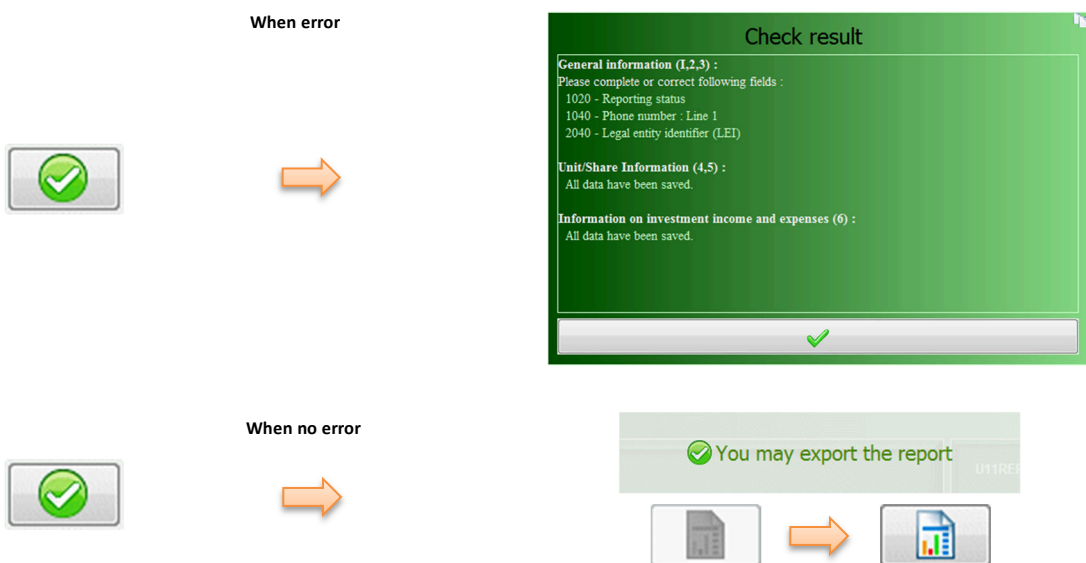 When error
Check result
General information (I,2,3) :
Please complete or correct following fields :
1020 - Reporting status
1040 - Phone number : Line 1
2040 - Legal entity identifier (LEI)
Unit/Share Information (4,5) :
All data have been saved.
Information on investment income and expenses (6) :
All data have been saved.
When no error
You may export the report
U11REP